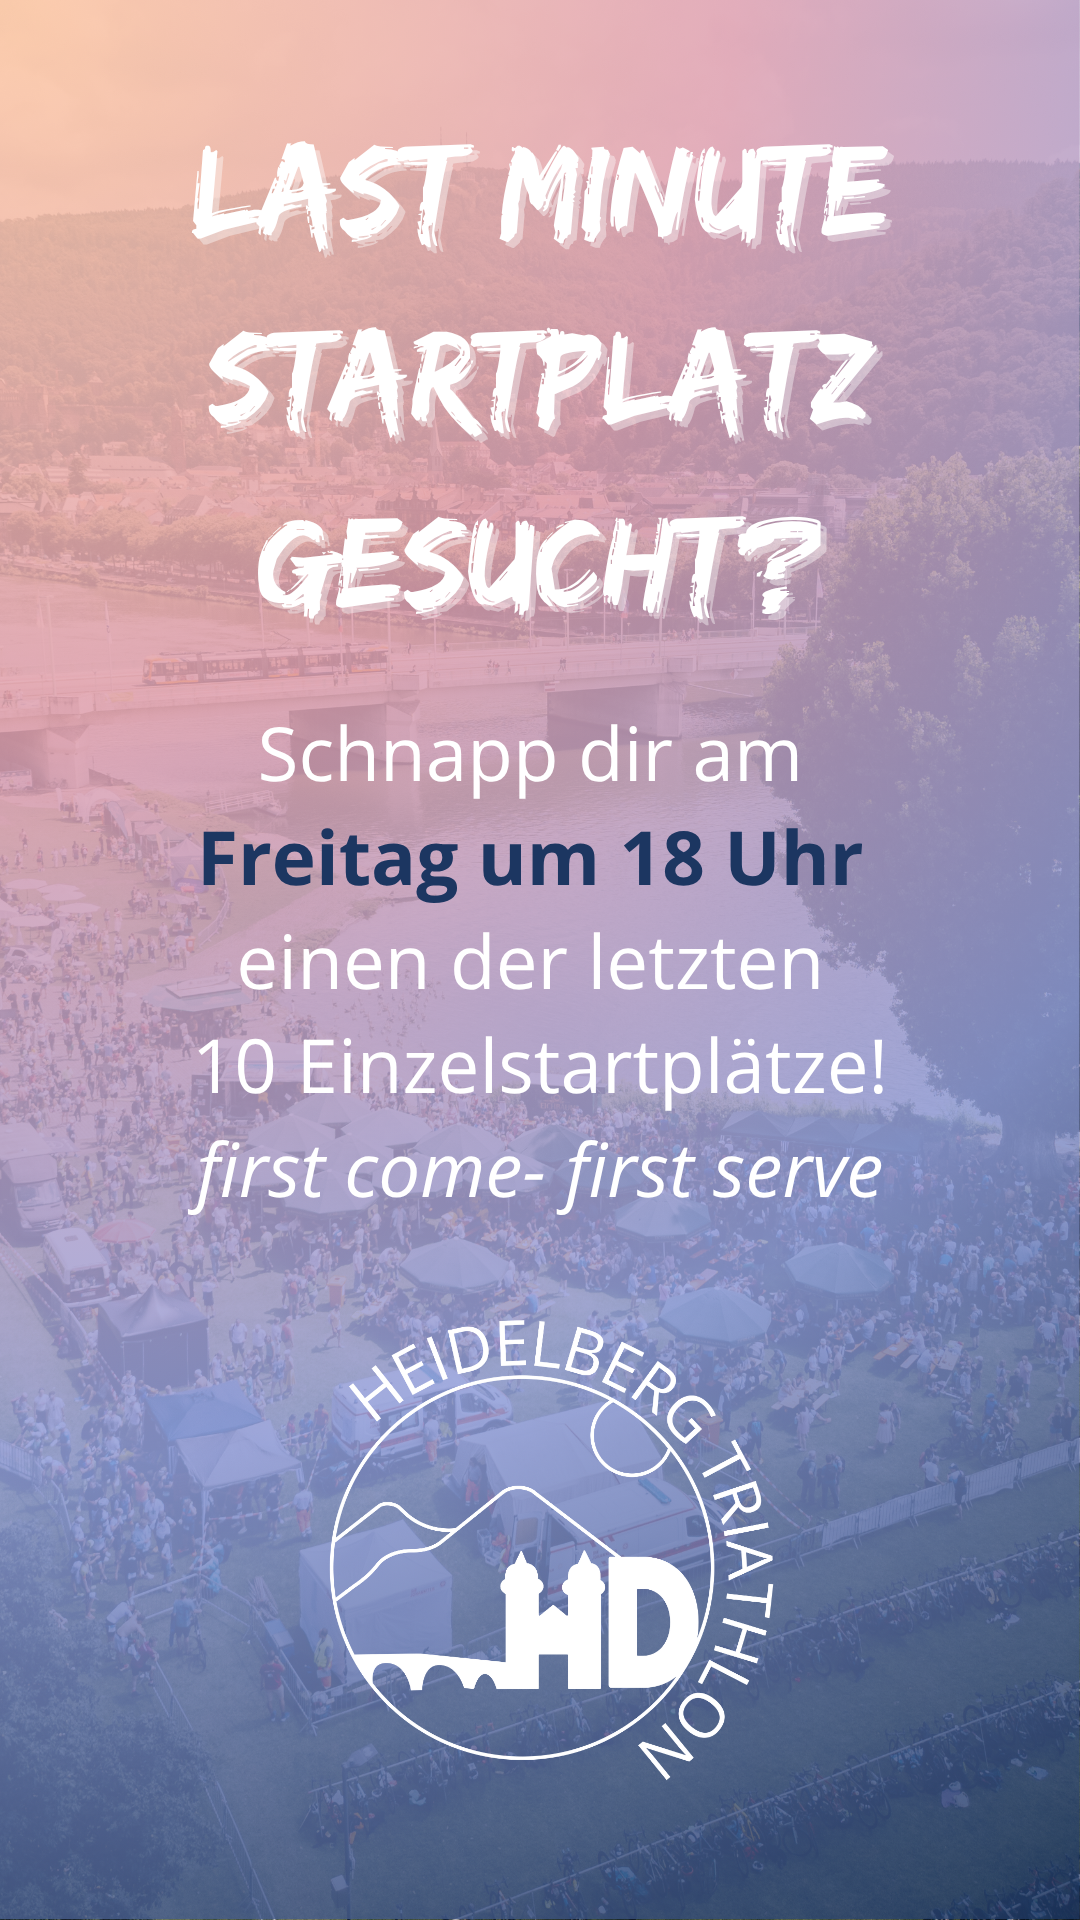 LAST MINUTE
STARTPLATZ
GESUCHT?
Schnapp dir am
Freitag um 18 Uhr
einen der letzten
10 Einzelstartplätze!
first come- first serve
HEIDELBERG TRIATHLON
HD